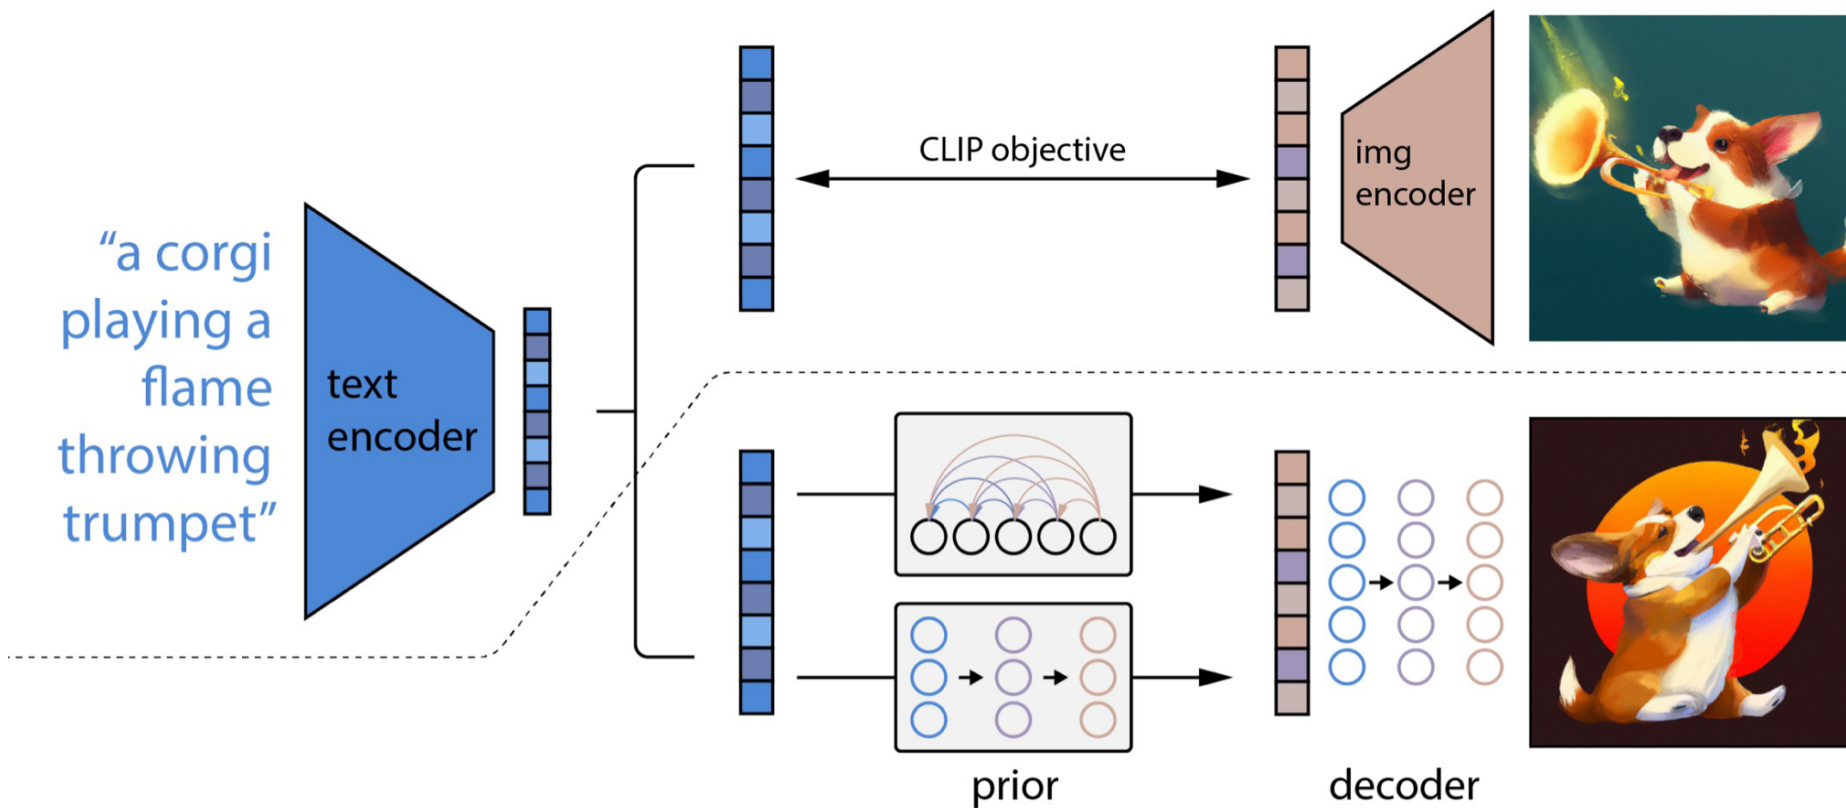 “a corgi
playing a
flame
throwing
trumpet”
text
encoder
CLIP objective
img
encoder
prior
decoder